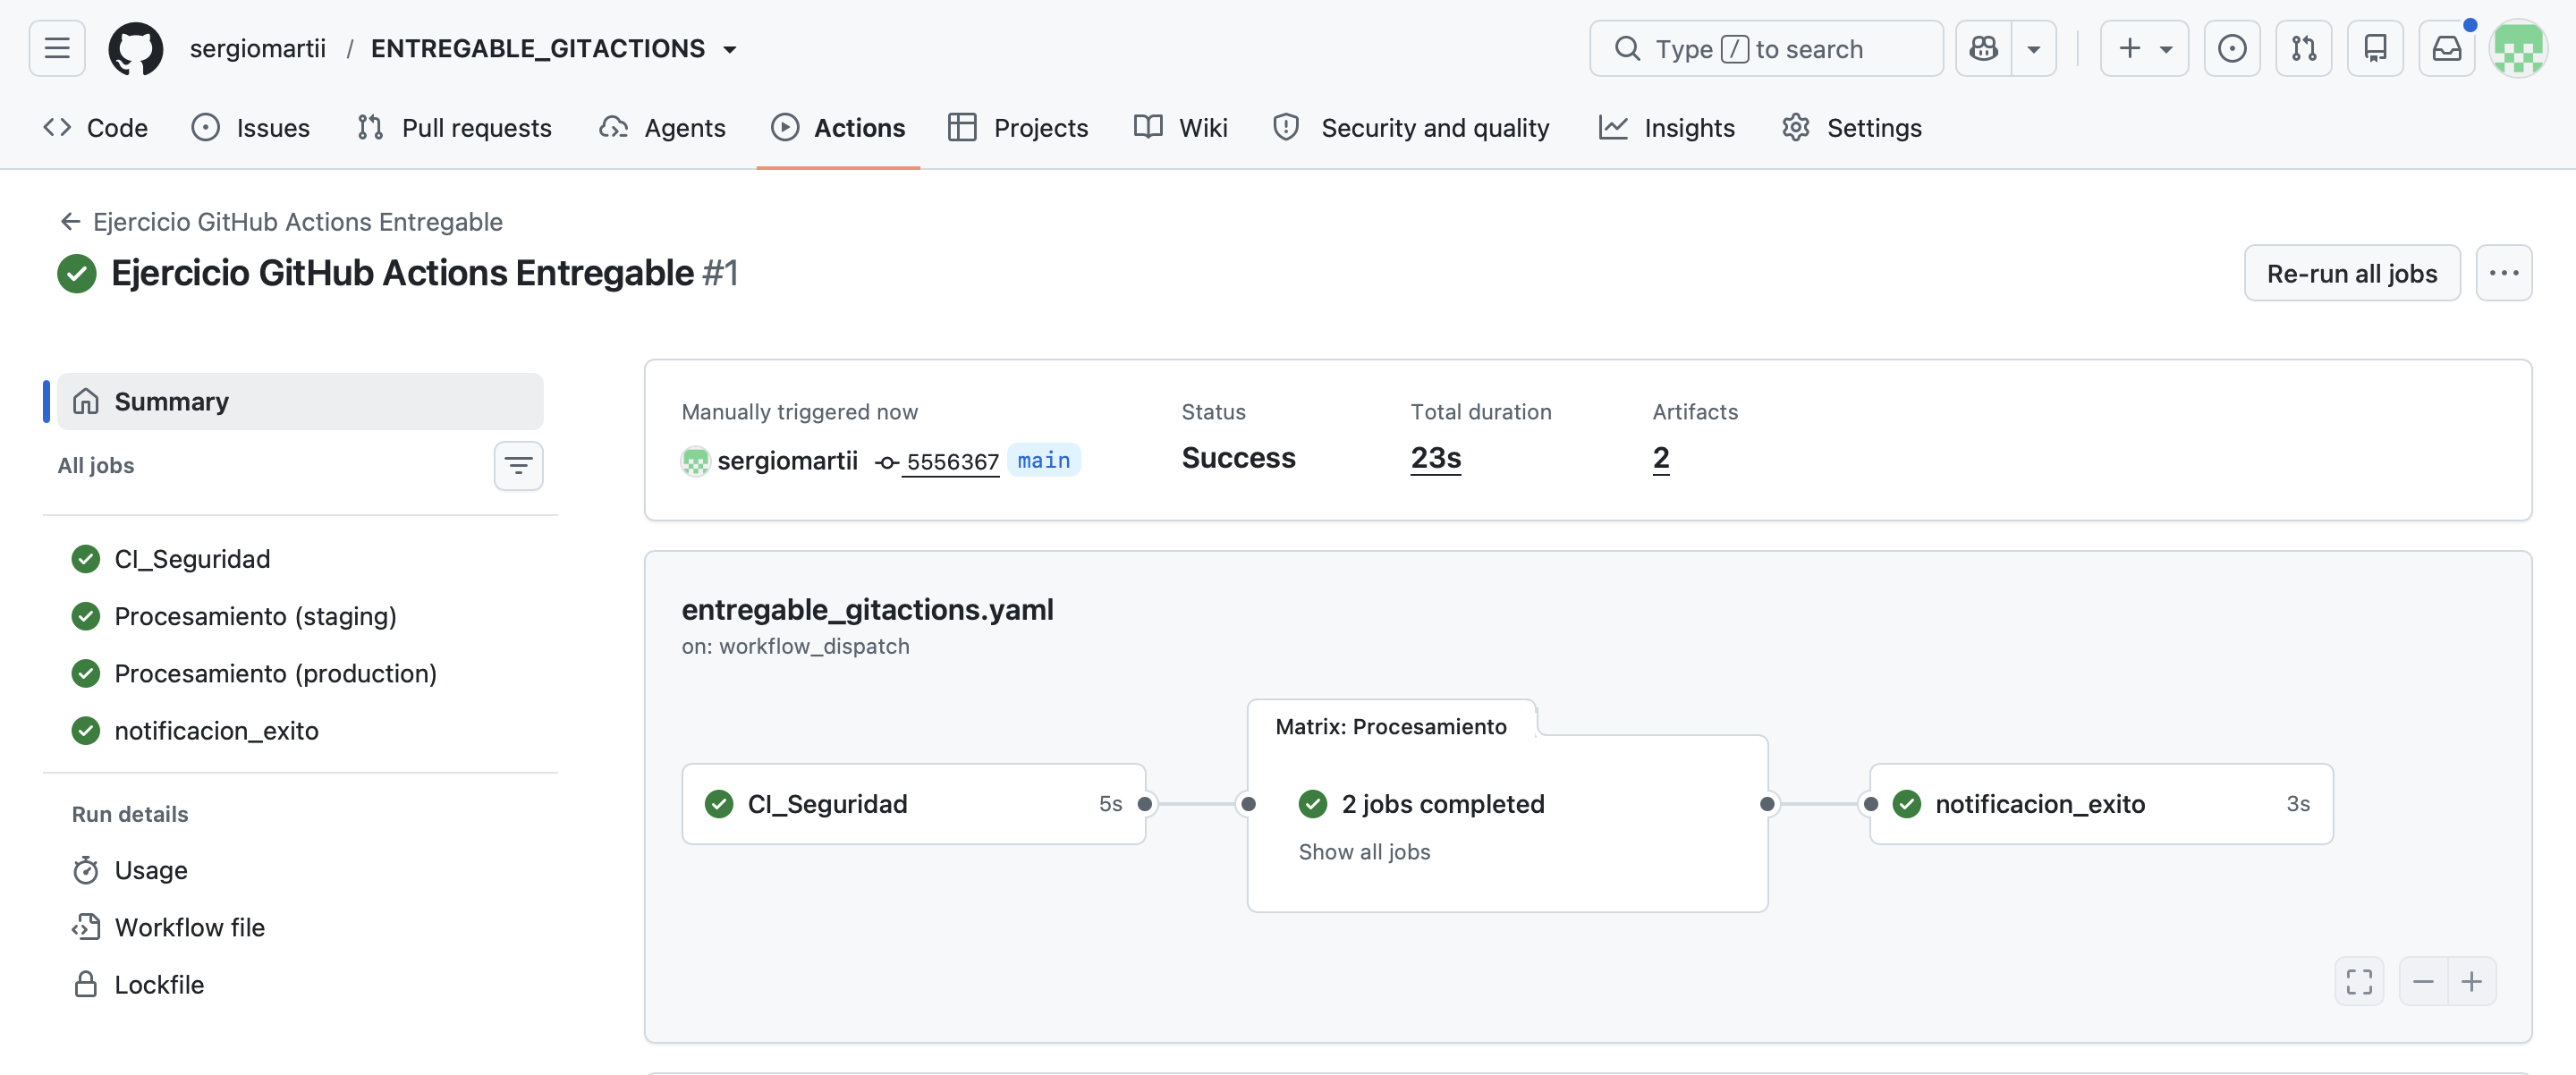 sergiomartii / ENTREGABLE_GITACTIONS
Type / to search
Code
Issues
Pull requests
Agents
Actions
Projects
Wiki
Security and quality
Insights
Settings
Ejercicio GitHub Actions Entregable
Ejercicio GitHub Actions Entregable #1
Re-run all jobs
Summary
All jobs
CI_Seguridad
Procesamiento (staging)
Procesamiento (production)
notificacion_exito
Run details
Usage
Workflow file
Lockfile
Manually triggered now
sergiomartii 5556367 main
Status
Success
Total duration
23s
Artifacts
2
entregable_gitactions.yaml
on: workflow_dispatch
CI_Seguridad 5s
Matrix: Procesamiento
2 jobs completed
Show all jobs
notificacion_exito 3s